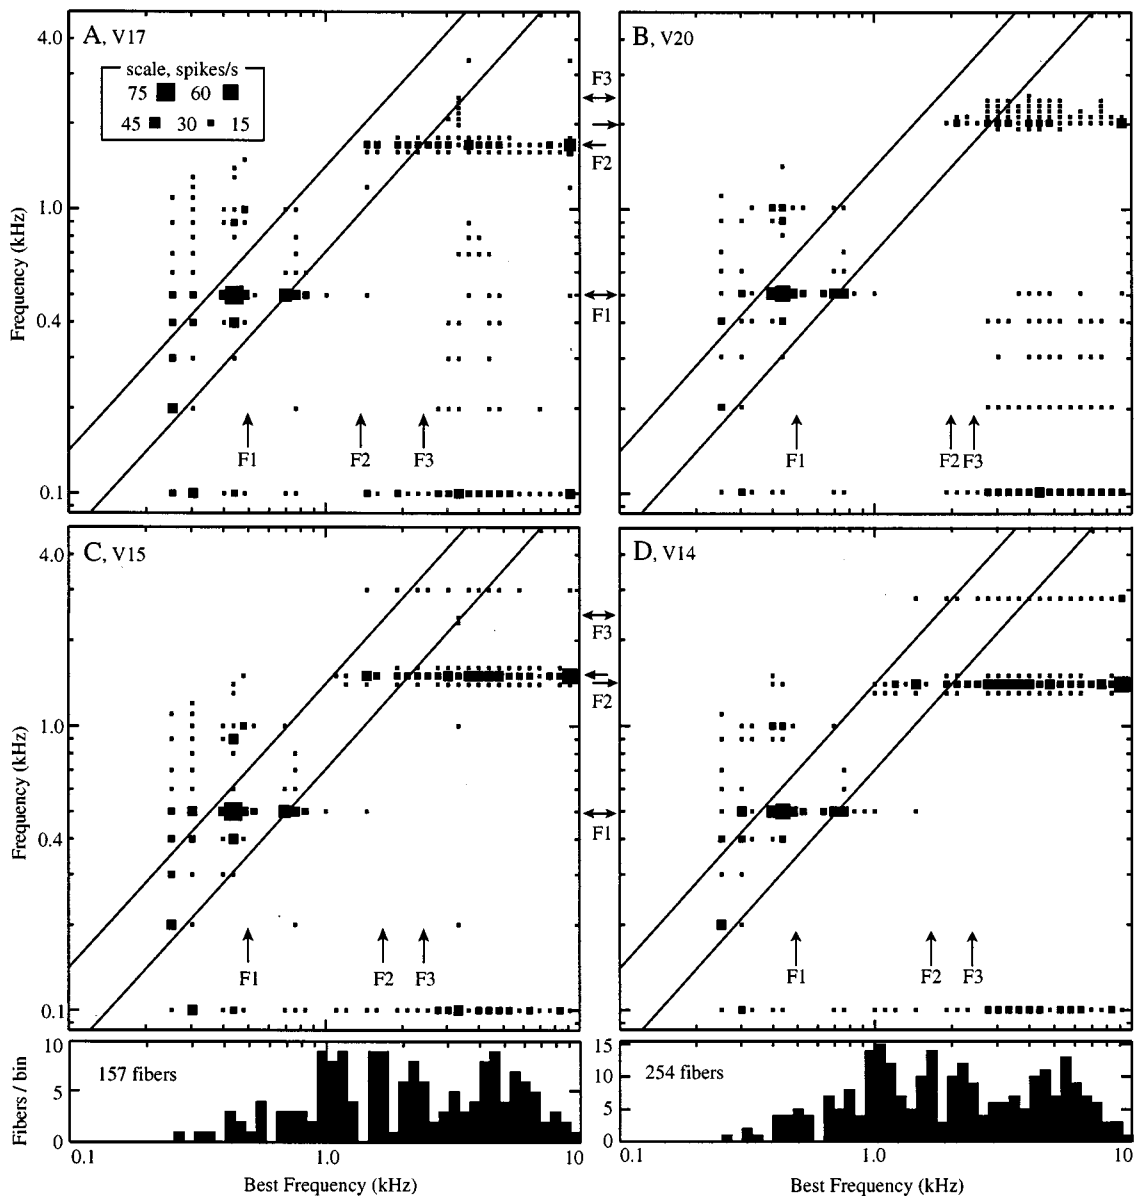 A, V17
scale, spikes/s
75 60
45 30 15
4.0
1.0
0.4
0.1
Frequency (kHz)
F1
F2
F3
B, V20
F3
F2
F1
F1
F2 F3
C, V15
4.0
1.0
0.4
0.1
Frequency (kHz)
F1
F2
F3
D, V14
F3
F2
F1
F1
F2
F3
10
5
0
Fibers / bin
157 fibers
0.1
1.0
10
Best Frequency (kHz)
15
10
5
0
254 fibers
0.1
1.0
10
Best Frequency (kHz)